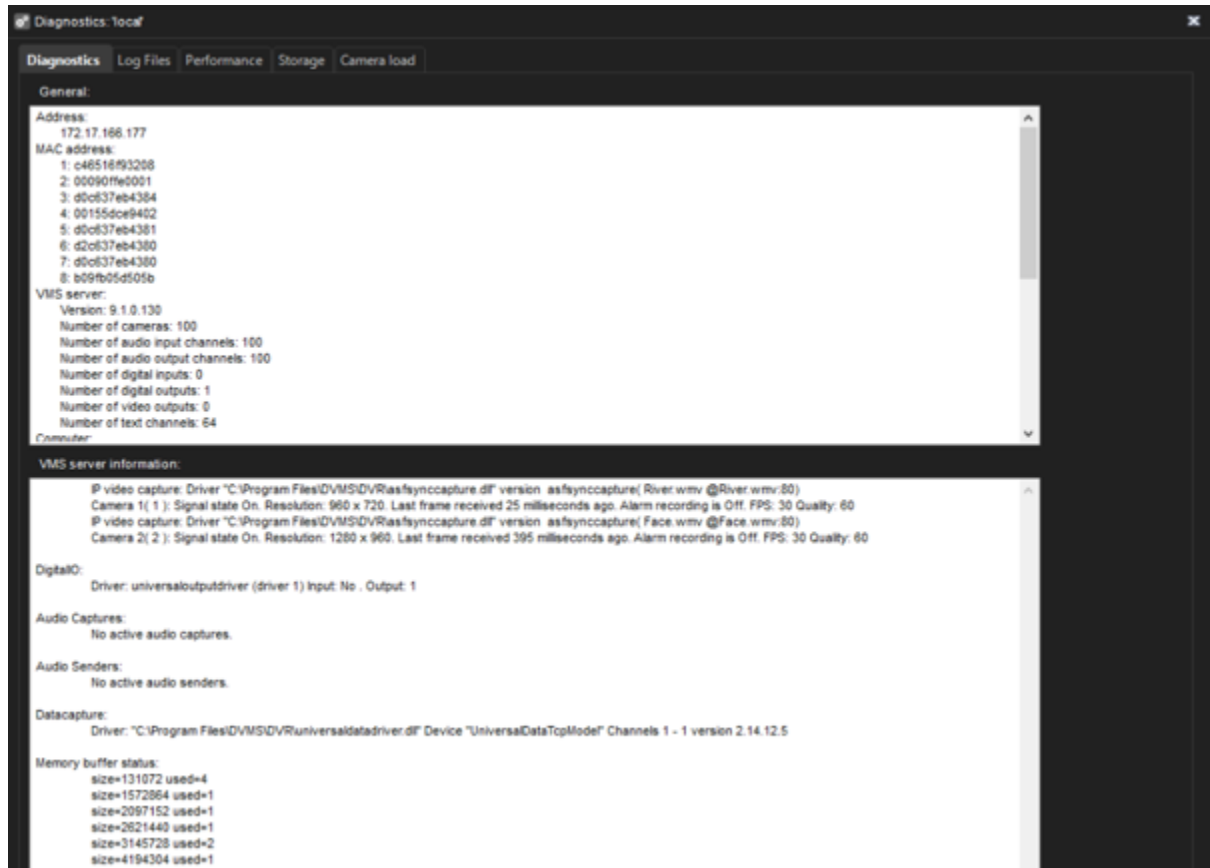 Diagnostics: 'local'
Diagnostics Log Files Performance Storage Camera load
General:
Address:
172.17.166.177
MAC address:
1: c46516f93208
2: 00090ffe0001
3: d0c637eb4384
4: 00155dce9402
5: d0c637eb4381
6: d2c637eb4380
7: d0c637eb4380
8: b09fb05d505b
VMS server:
Version: 9.1.0.130
Number of cameras: 100
Number of audio input channels: 100
Number of audio output channels: 100
Number of digital inputs: 0
Number of digital outputs: 1
Number of video outputs: 0
Number of text channels: 64
Computer:
VMS server information:
IP video capture: Driver "C:\Program Files\DVMS\DVR\asfsynccapture.dll" version asfsynccapture( River.wmv @River.wmv:80)
Camera 1( 1 ): Signal state On. Resolution: 960 x 720. Last frame received 25 milliseconds ago. Alarm recording is Off. FPS: 30 Quality: 60
IP video capture: Driver "C:\Program Files\DVMS\DVR\asfsynccapture.dll" version asfsynccapture( Face.wmv @Face.wmv:80)
Camera 2( 2 ): Signal state On. Resolution: 1280 x 960. Last frame received 395 milliseconds ago. Alarm recording is Off. FPS: 30 Quality: 60
DigitalIO:
Driver: universaloutputdriver (driver 1) Input: No . Output: 1
Audio Captures:
No active audio captures.
Audio Senders:
No active audio senders.
Datacapture:
Driver: "C:\Program Files\DVMS\DVR\universaldatadriver.dll" Device "UniversalDataTcpModel" Channels 1 - 1 version 2.14.12.5
Memory buffer status:
size=131072 used=4
size=1572864 used=1
size=2097152 used=1
size=2621440 used=1
size=3145728 used=2
size=4194304 used=1